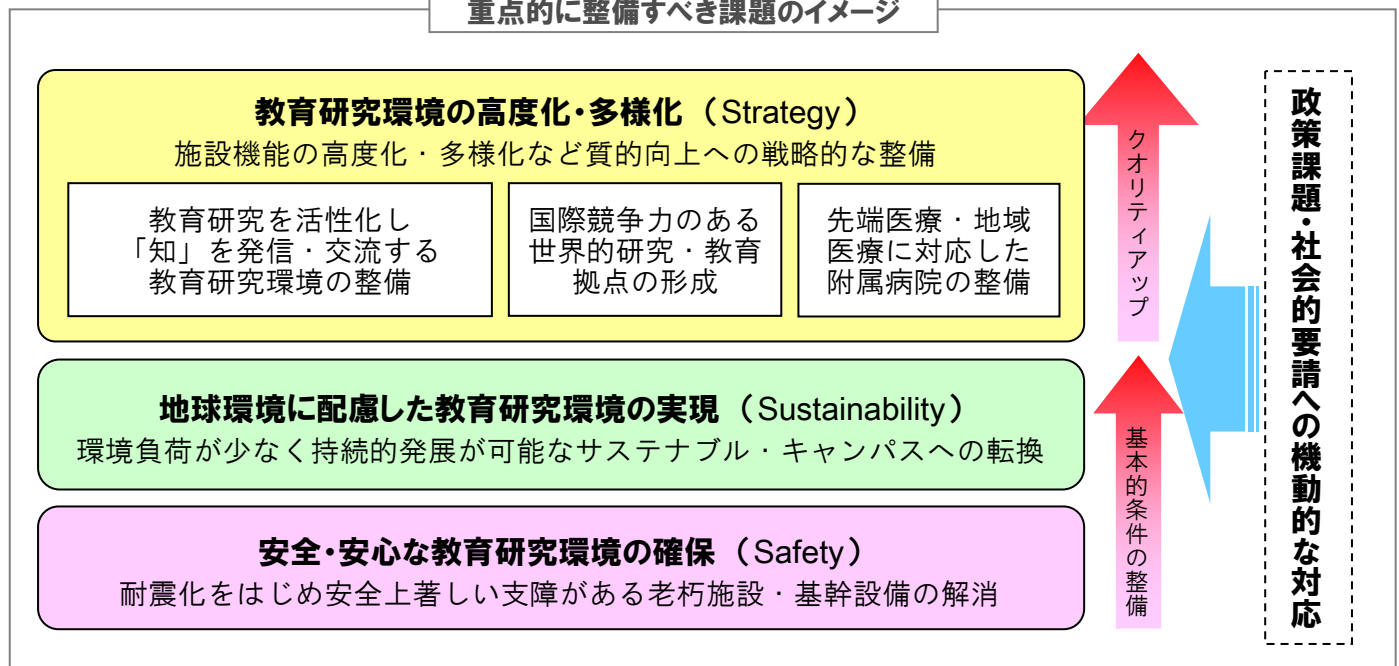 重点的に整備すべき課題のイメージ
教育研究環境の高度化・多様化（Strategy）
施設機能の高度化・多様化など質的向上への戦略的な整備
教育研究を活性化し
「知」を発信・交流する
教育研究環境の整備
国際競争力のある
世界的研究・教育
拠点の形成
先端医療・地域
医療に対応した
附属病院の整備
地球環境に配慮した教育研究環境の実現（Sustainability）
環境負荷が少なく持続的発展が可能なサステナブル・キャンパスへの転換
安全・安心な教育研究環境の確保（Safety）
耐震化をはじめ安全上著しい支障がある老朽施設・基幹設備の解消
クオリティアップ
基本的条件の整備
政策課題・社会的要請への機動的な対応